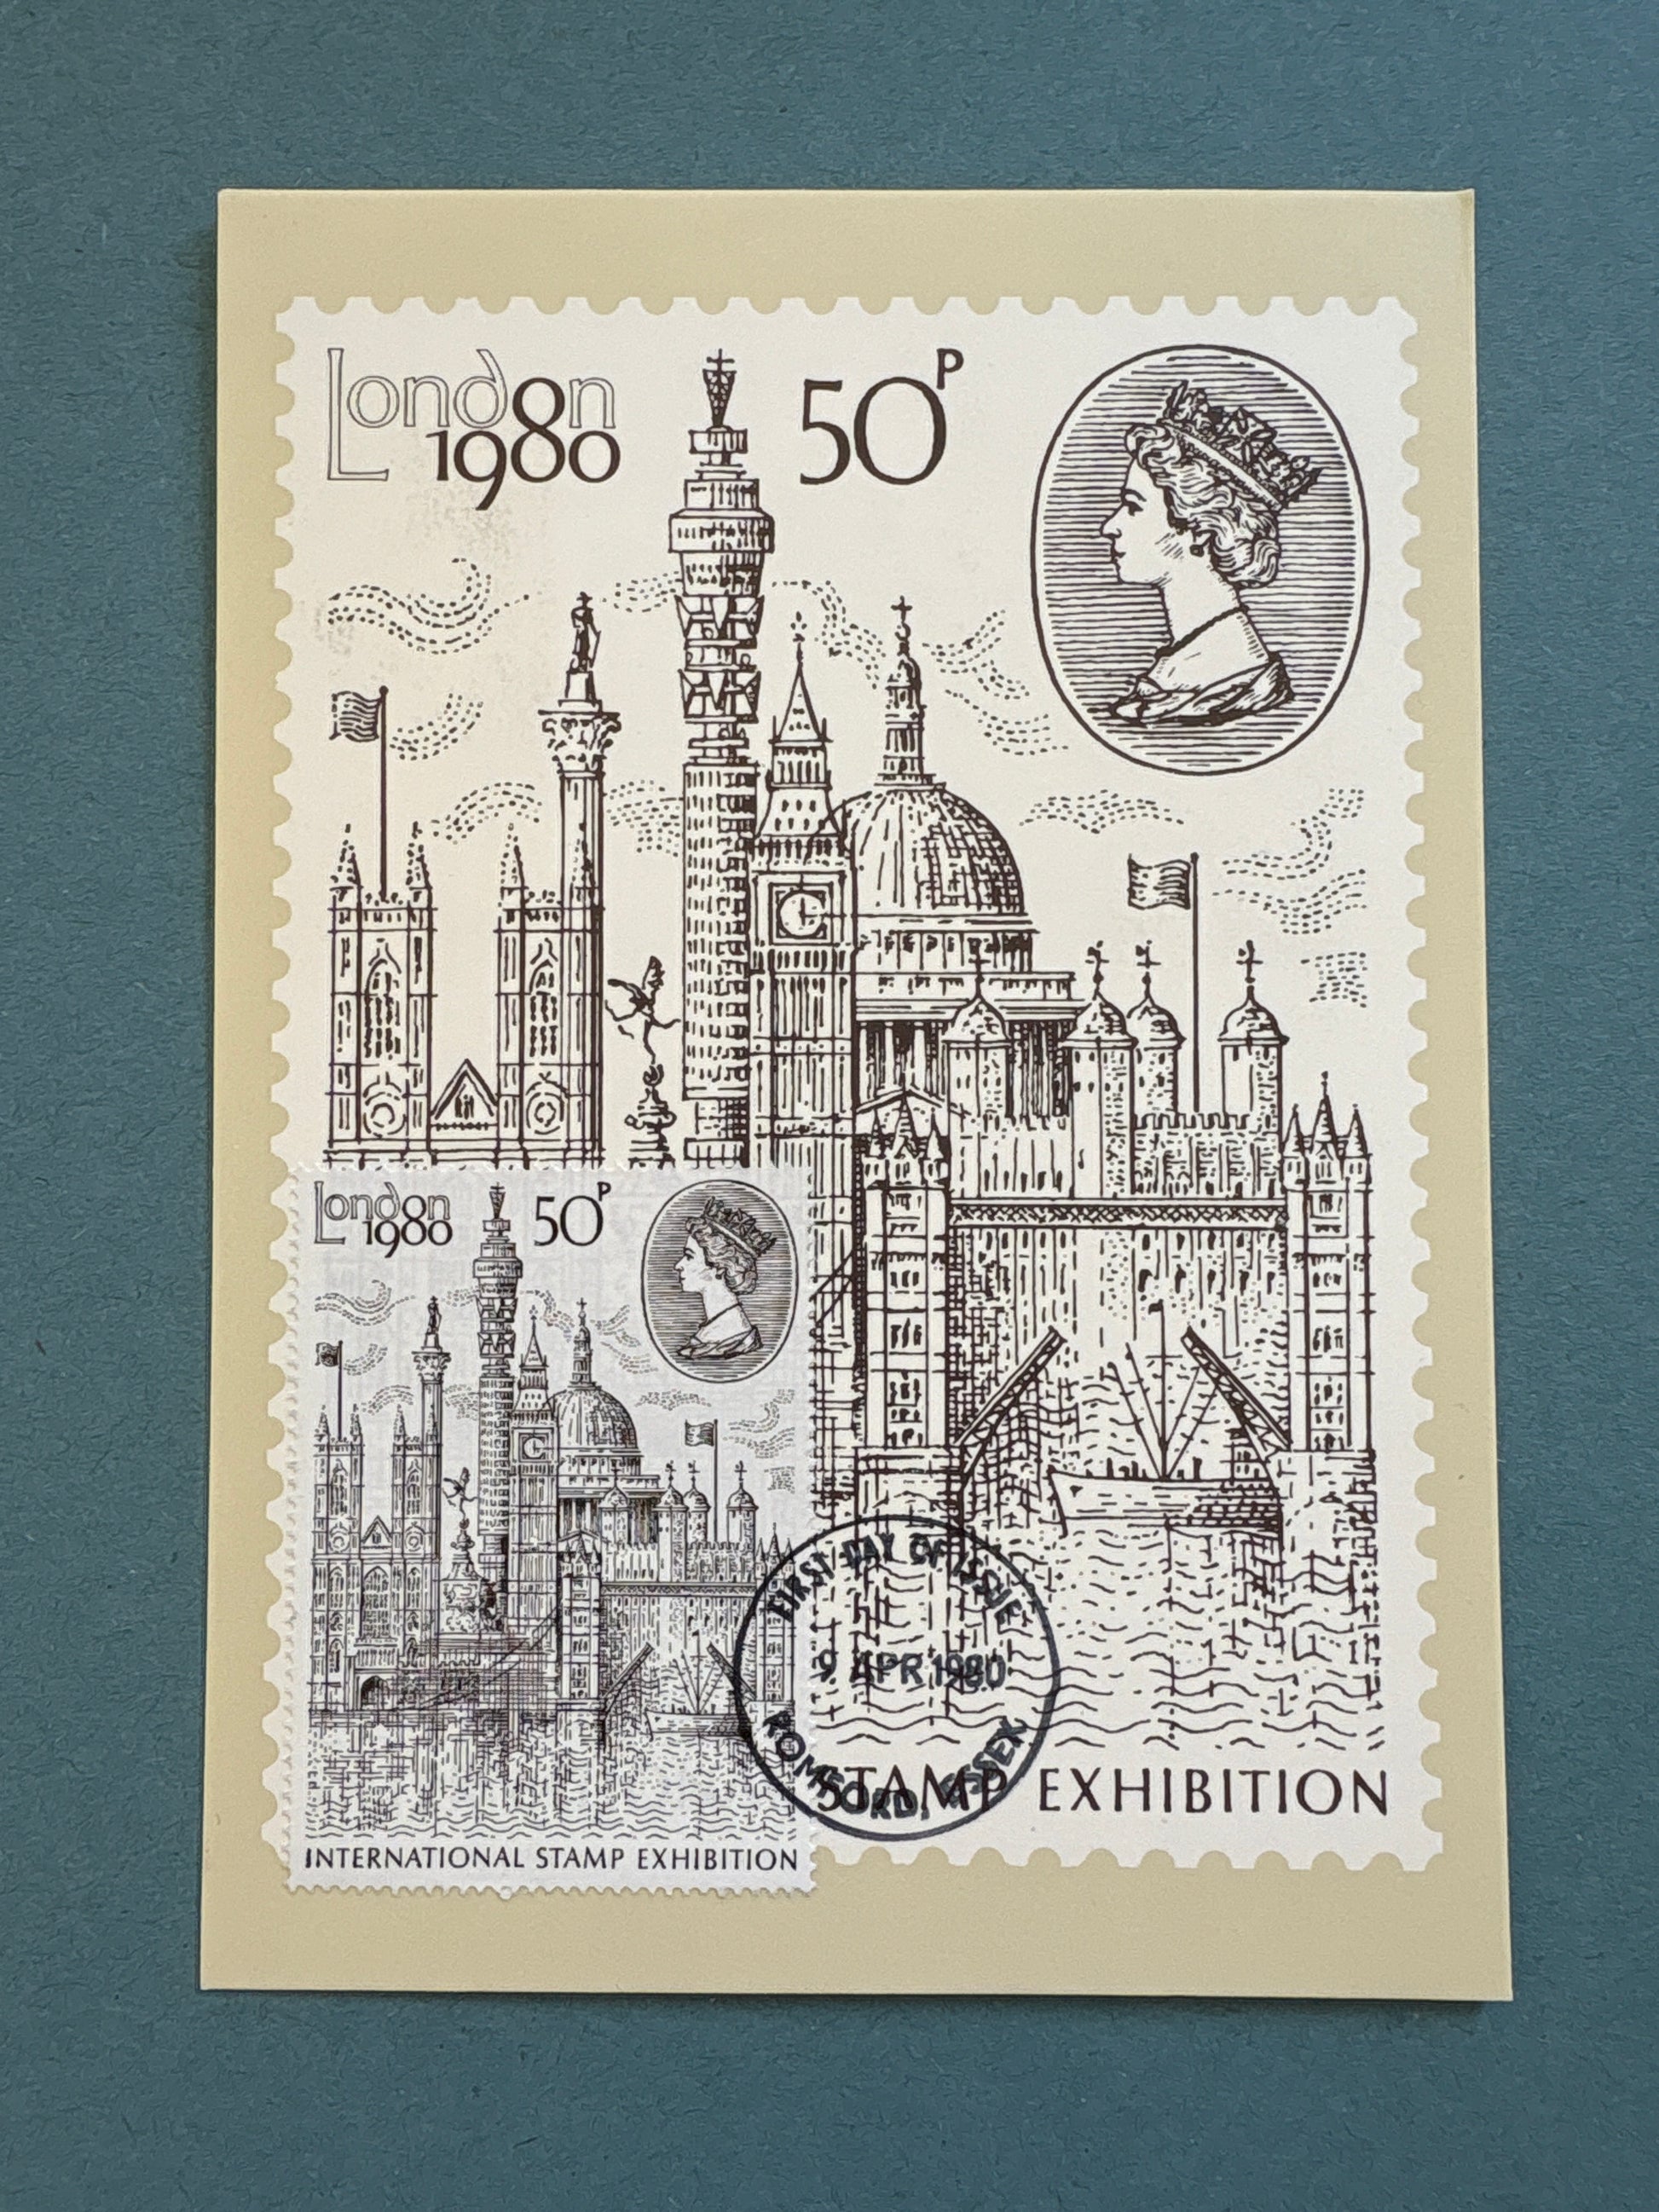 London
1980
50P
London
1980
50P
FIRST DAY OF ISSUE
9 APR 1980
ROMFORD, ESSEX
STAMP EXHIBITION
INTERNATIONAL STAMP EXHIBITION